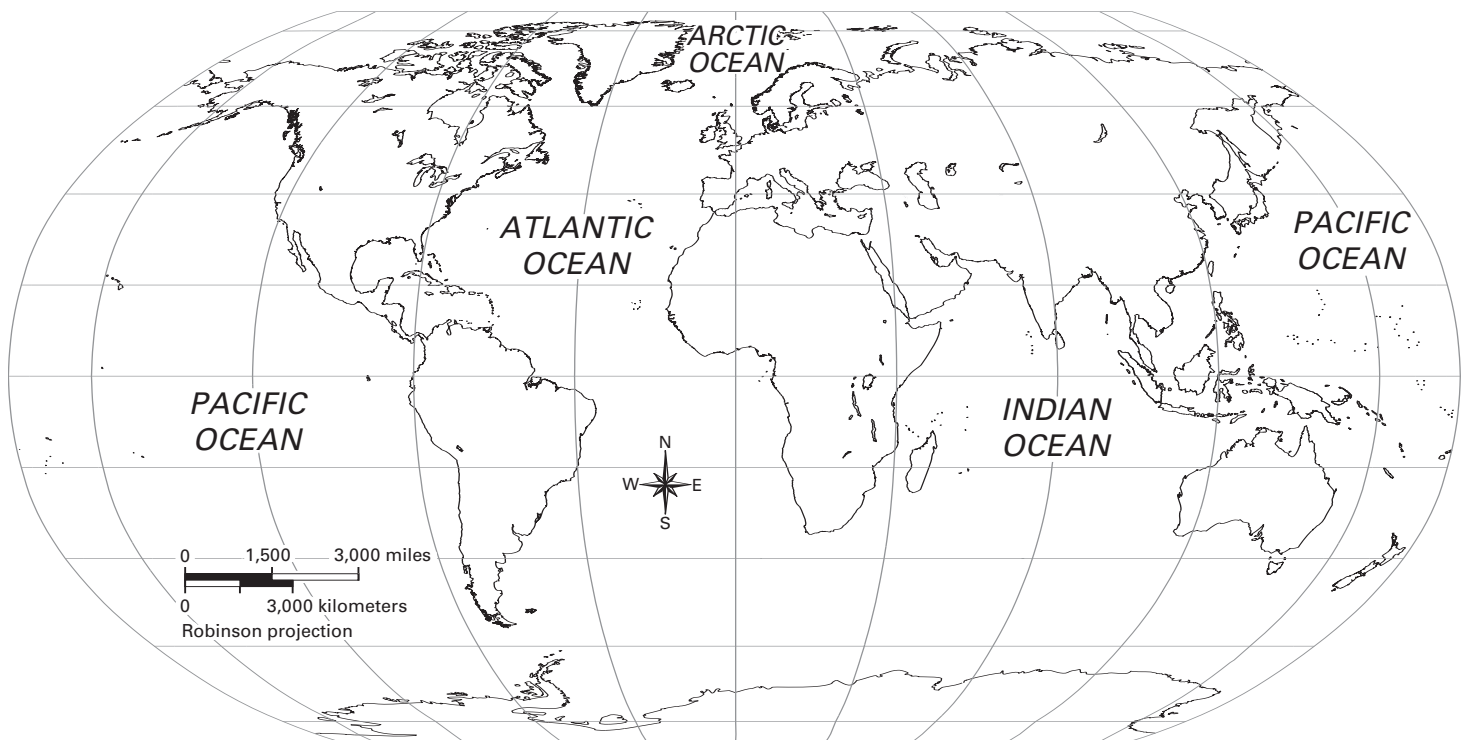 ARCTIC
OCEAN
ATLANTIC
OCEAN
PACIFIC
OCEAN
PACIFIC
OCEAN
INDIAN
OCEAN
N
W E
S
0 1,500 3,000 miles
0 3,000 kilometers
Robinson projection